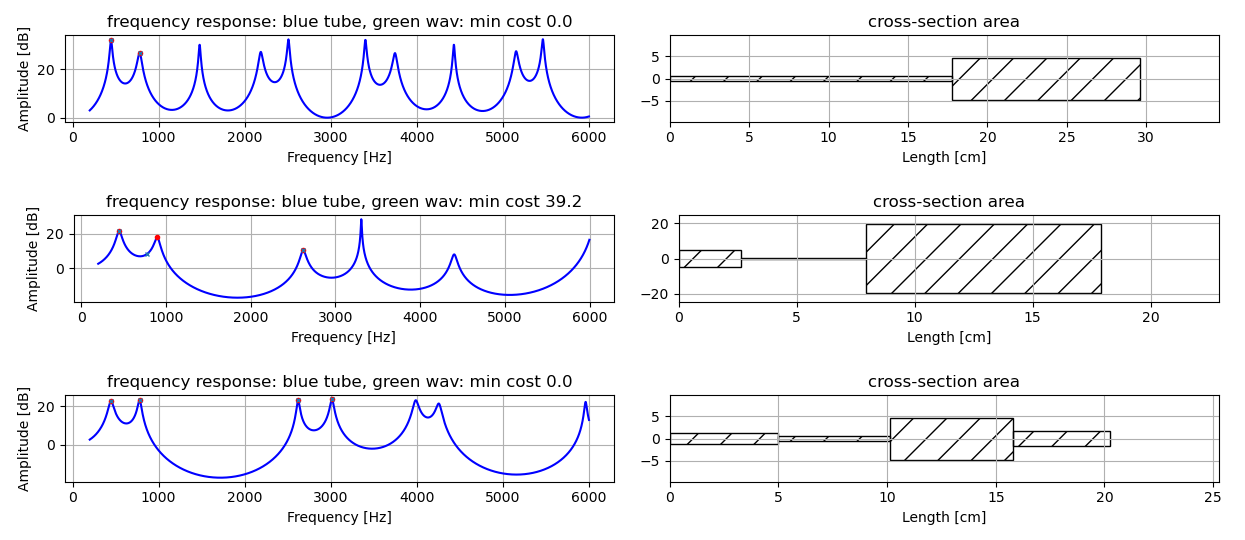 frequency response: blue tube, green wav: min cost 0.0
cross-section area
Amplitude [dB]
20
0
5
0
−5
0 1000 2000 3000 4000 5000 6000
0 5 10 15 20 25 30
Frequency [Hz]
Length [cm]
frequency response: blue tube, green wav: min cost 39.2
cross-section area
Amplitude [dB]
20
0
20
0
−20
0 1000 2000 3000 4000 5000 6000
0 5 10 15 20
Frequency [Hz]
Length [cm]
frequency response: blue tube, green wav: min cost 0.0
cross-section area
Amplitude [dB]
20
0
5
0
−5
0 1000 2000 3000 4000 5000 6000
0 5 10 15 20 25
Frequency [Hz]
Length [cm]